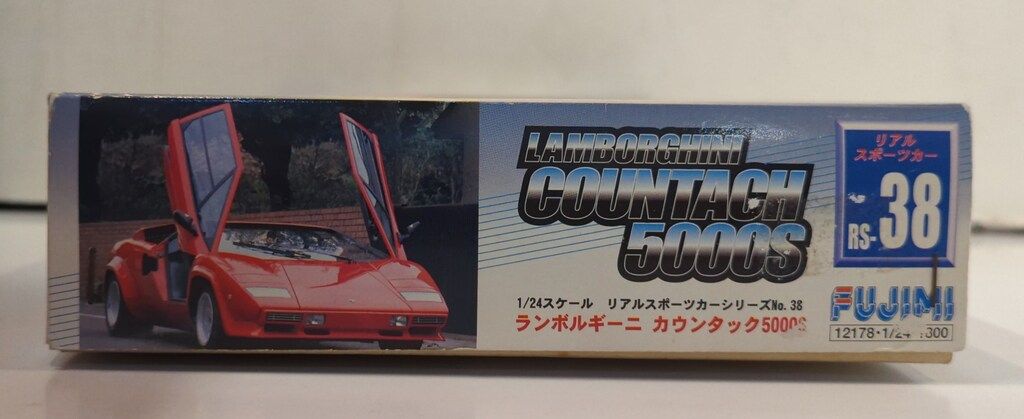 LAMBORGHINI
COUNTACH
5000S
1/24スケール リアルスポーツカーシリーズNo. 38
ランボルギーニ カウンタック5000S
リアル
スポーツカー
RS-38
FUJIMI
12178・1/24